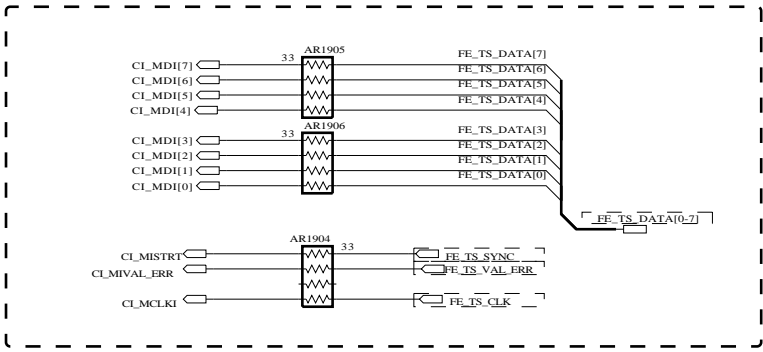 AR1905
33 FE_TS_DATA[7]
CI_MDI[7] FE_TS_DATA[6]
CI_MDI[6] FE_TS_DATA[5]
CI_MDI[5] FE_TS_DATA[4]
CI_MDI[4]
AR1906
33 FE_TS_DATA[3]
CI_MDI[3] FE_TS_DATA[2]
CI_MDI[2] FE_TS_DATA[1]
CI_MDI[1] FE_TS_DATA[0]
CI_MDI[0]
FE_TS_DATA[0-7]
AR1904
33
CI_MISTRT FE_TS_SYNC
CI_MIVAL_ERR FE_TS_VAL_ERR
CI_MCLKI FE_TS_CLK